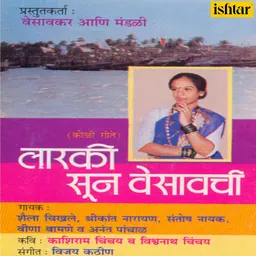 ishtar
प्रस्तुतकर्ता :
वेसावकर आणि मंडळी
(कोळी गीते)
लारकी
सून वेसावची
गायक :
शैला चिखले, श्रीकांत नारायण, संतोष नायक,
वीणा बामणे व अनंत पांचाळ
कवि : काशिराम चिंचय व विश्वनाथ चिंचय
संगीत : विजय कठीण